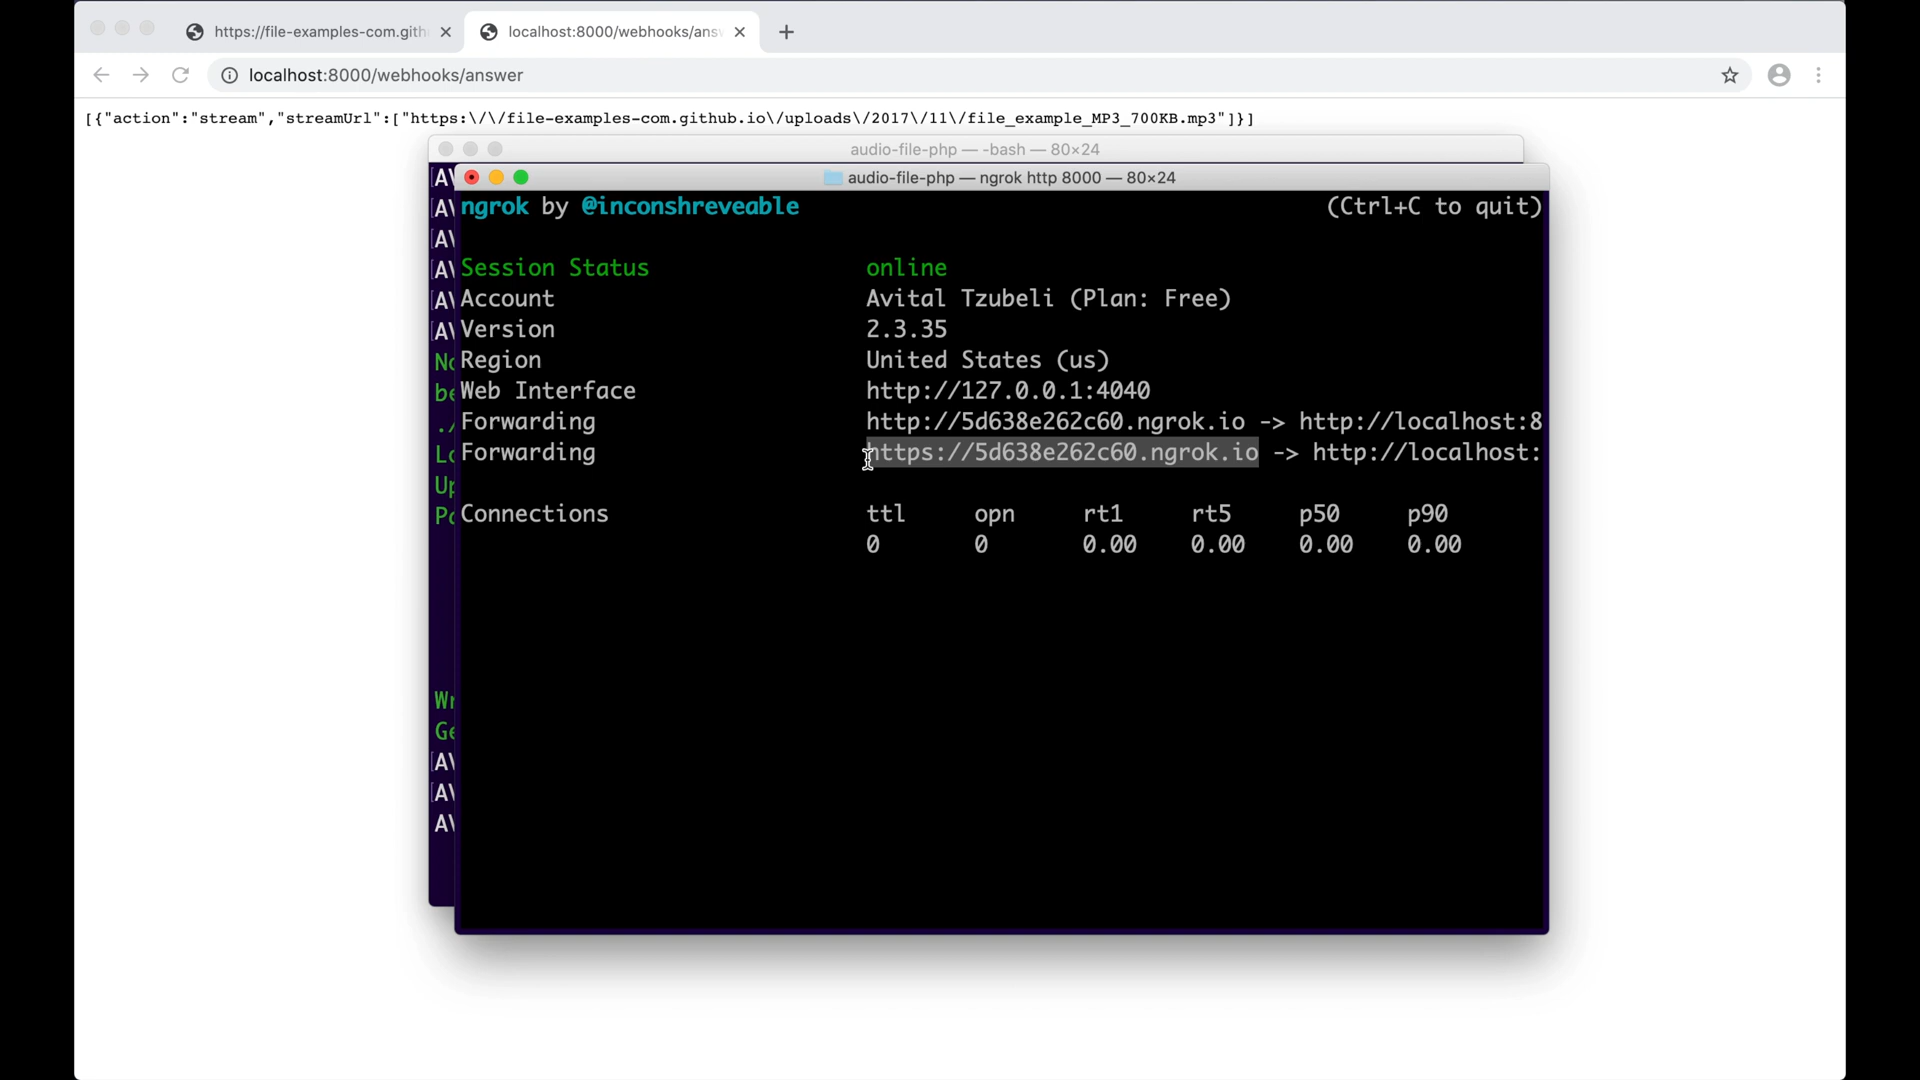 https://file-examples-com.gith
localhost:8000/webhooks/answ
localhost:8000/webhooks/answer
[{"action":"stream","streamUrl":["https:\/\/file-examples-com.github.io\/uploads\/2017\/11\/file_example_MP3_700KB.mp3"]}]
audio-file-php — -bash — 80×24
audio-file-php — ngrok http 8000 — 80×24
ngrok by @inconshreveable (Ctrl+C to quit)
Session Status online
Account Avital Tzubeli (Plan: Free)
Version 2.3.35
Region United States (us)
Web Interface http://127.0.0.1:4040
Forwarding http://5d638e262c60.ngrok.io -> http://localhost:8
Forwarding https://5d638e262c60.ngrok.io -> http://localhost:
Connections ttl opn rt1 rt5 p50 p90
0 0 0.00 0.00 0.00 0.00